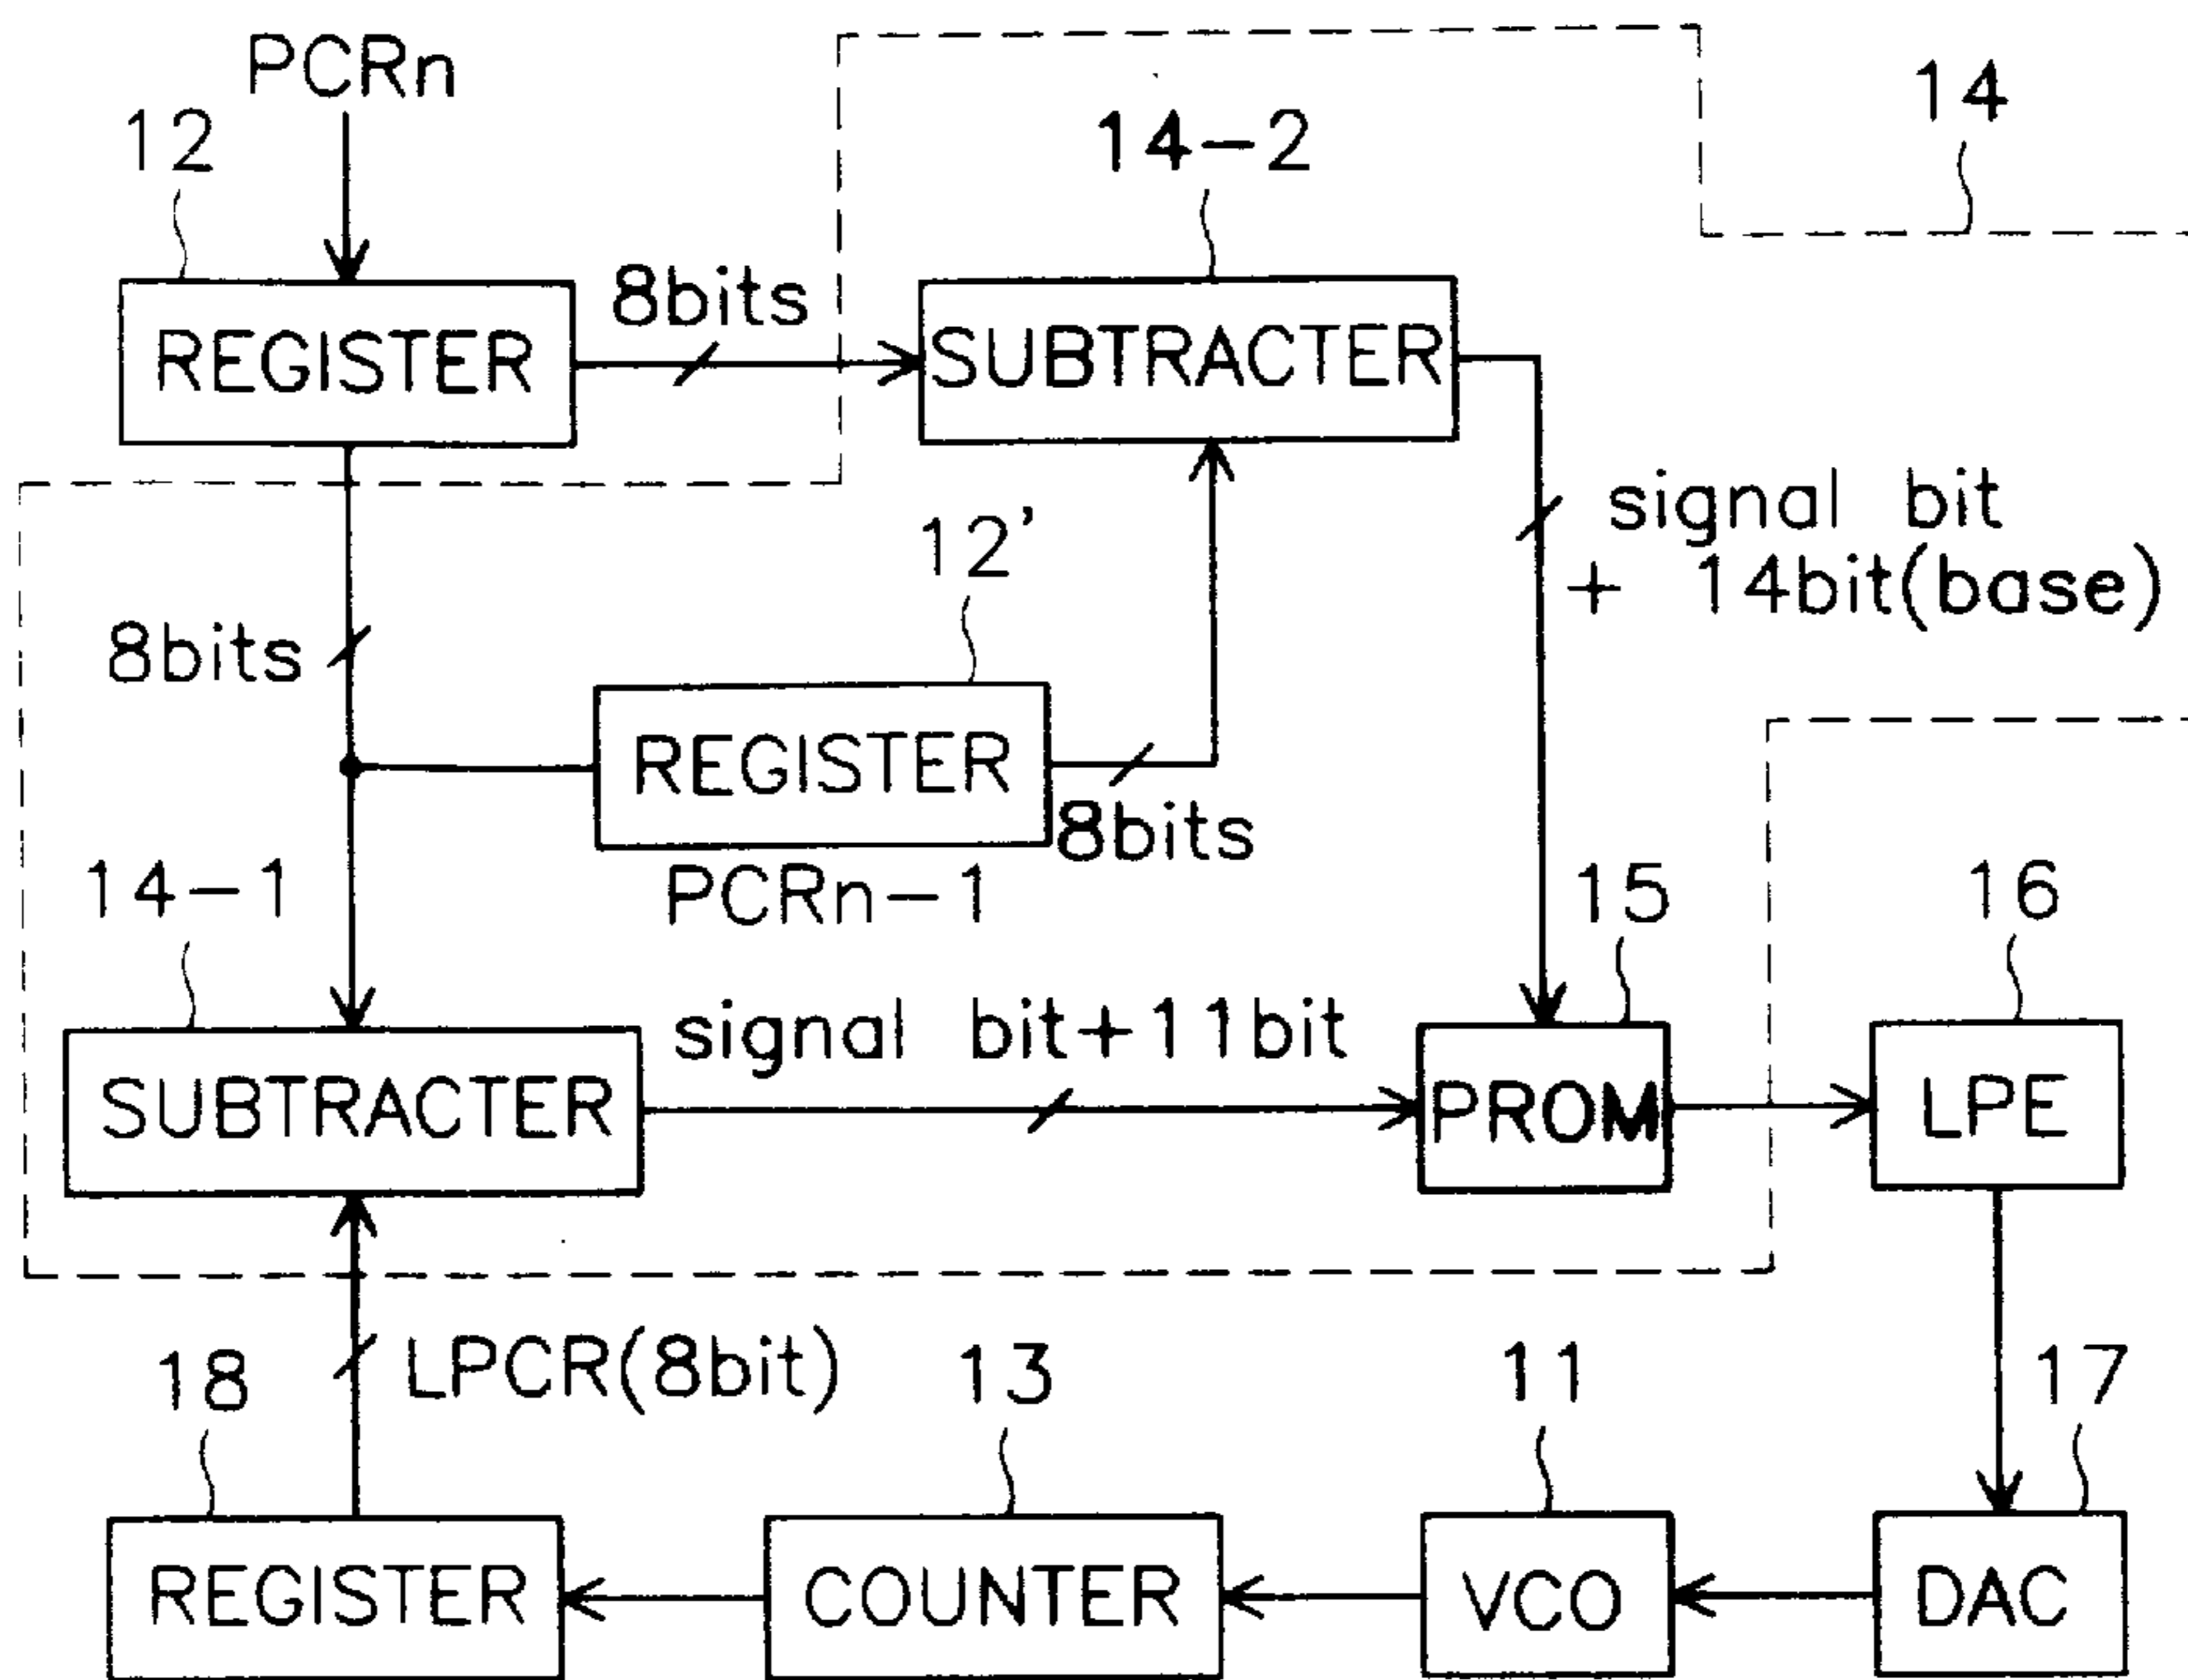 PCRn
12
14-2
14
8bits
REGISTER
SUBTRACTER
signal bit
+ 14bit(base)
12'
8bits
REGISTER
8bits
PCRn-1
14-1
15
16
signal bit+11bit
SUBTRACTER
PROM
LPE
LPCR(8bit)
18
13
11
17
REGISTER
COUNTER
VCO
DAC